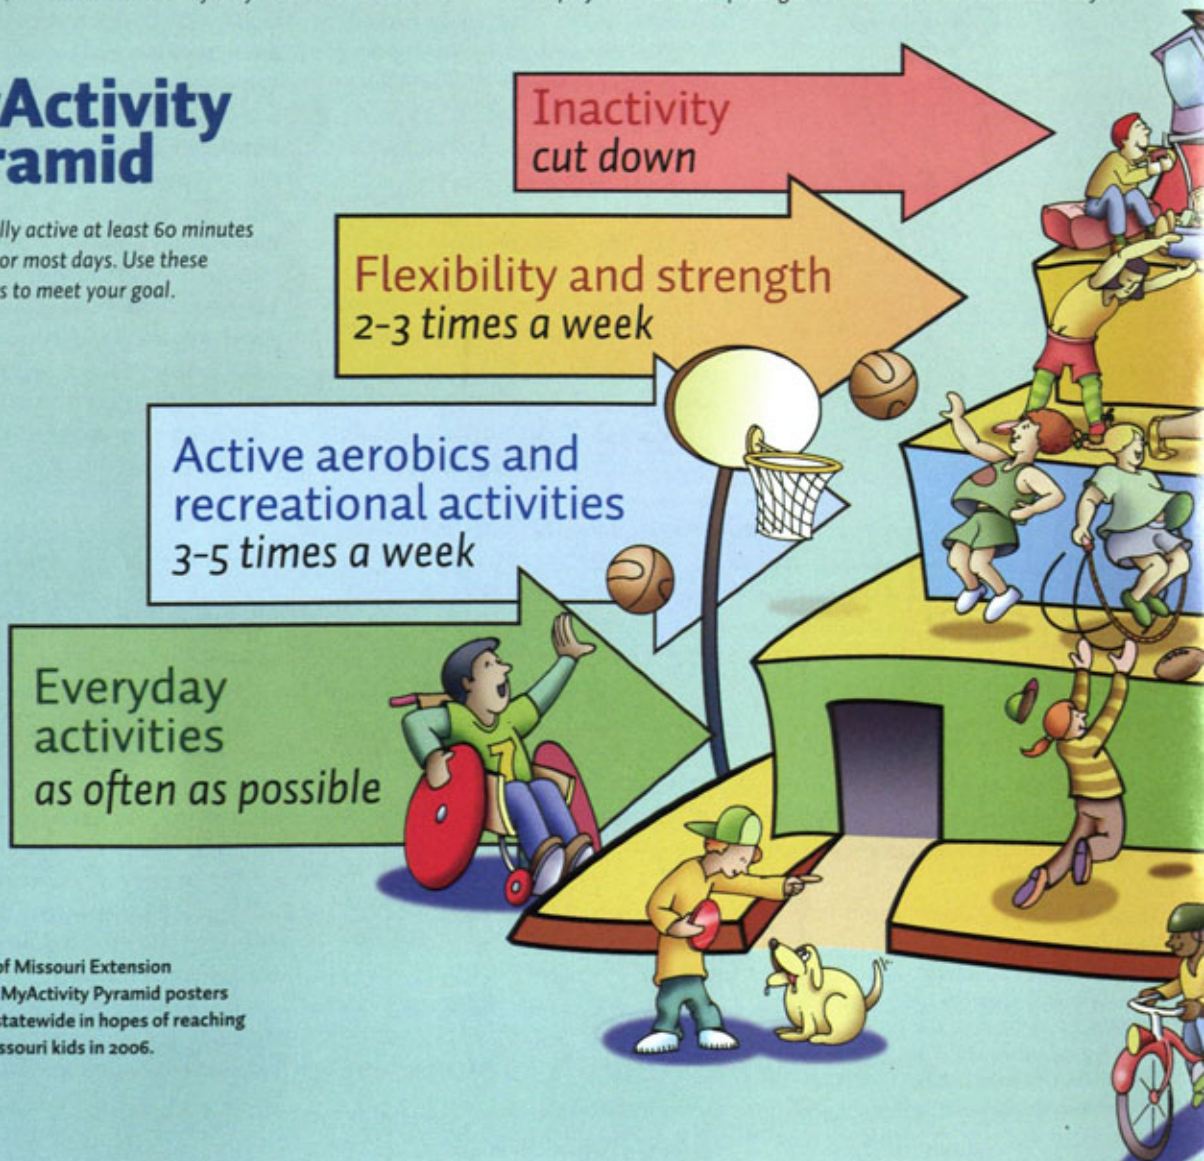 Activity
ramid
lly active at least 60 minutes
or most days. Use these
s to meet your goal.
Inactivity
cut down
Flexibility and strength
2-3 times a week
Active aerobics and
recreational activities
3-5 times a week
Everyday
activities
as often as possible
7
of Missouri Extension
MyActivity Pyramid posters
statewide in hopes of reaching
ssouri kids in 2006.